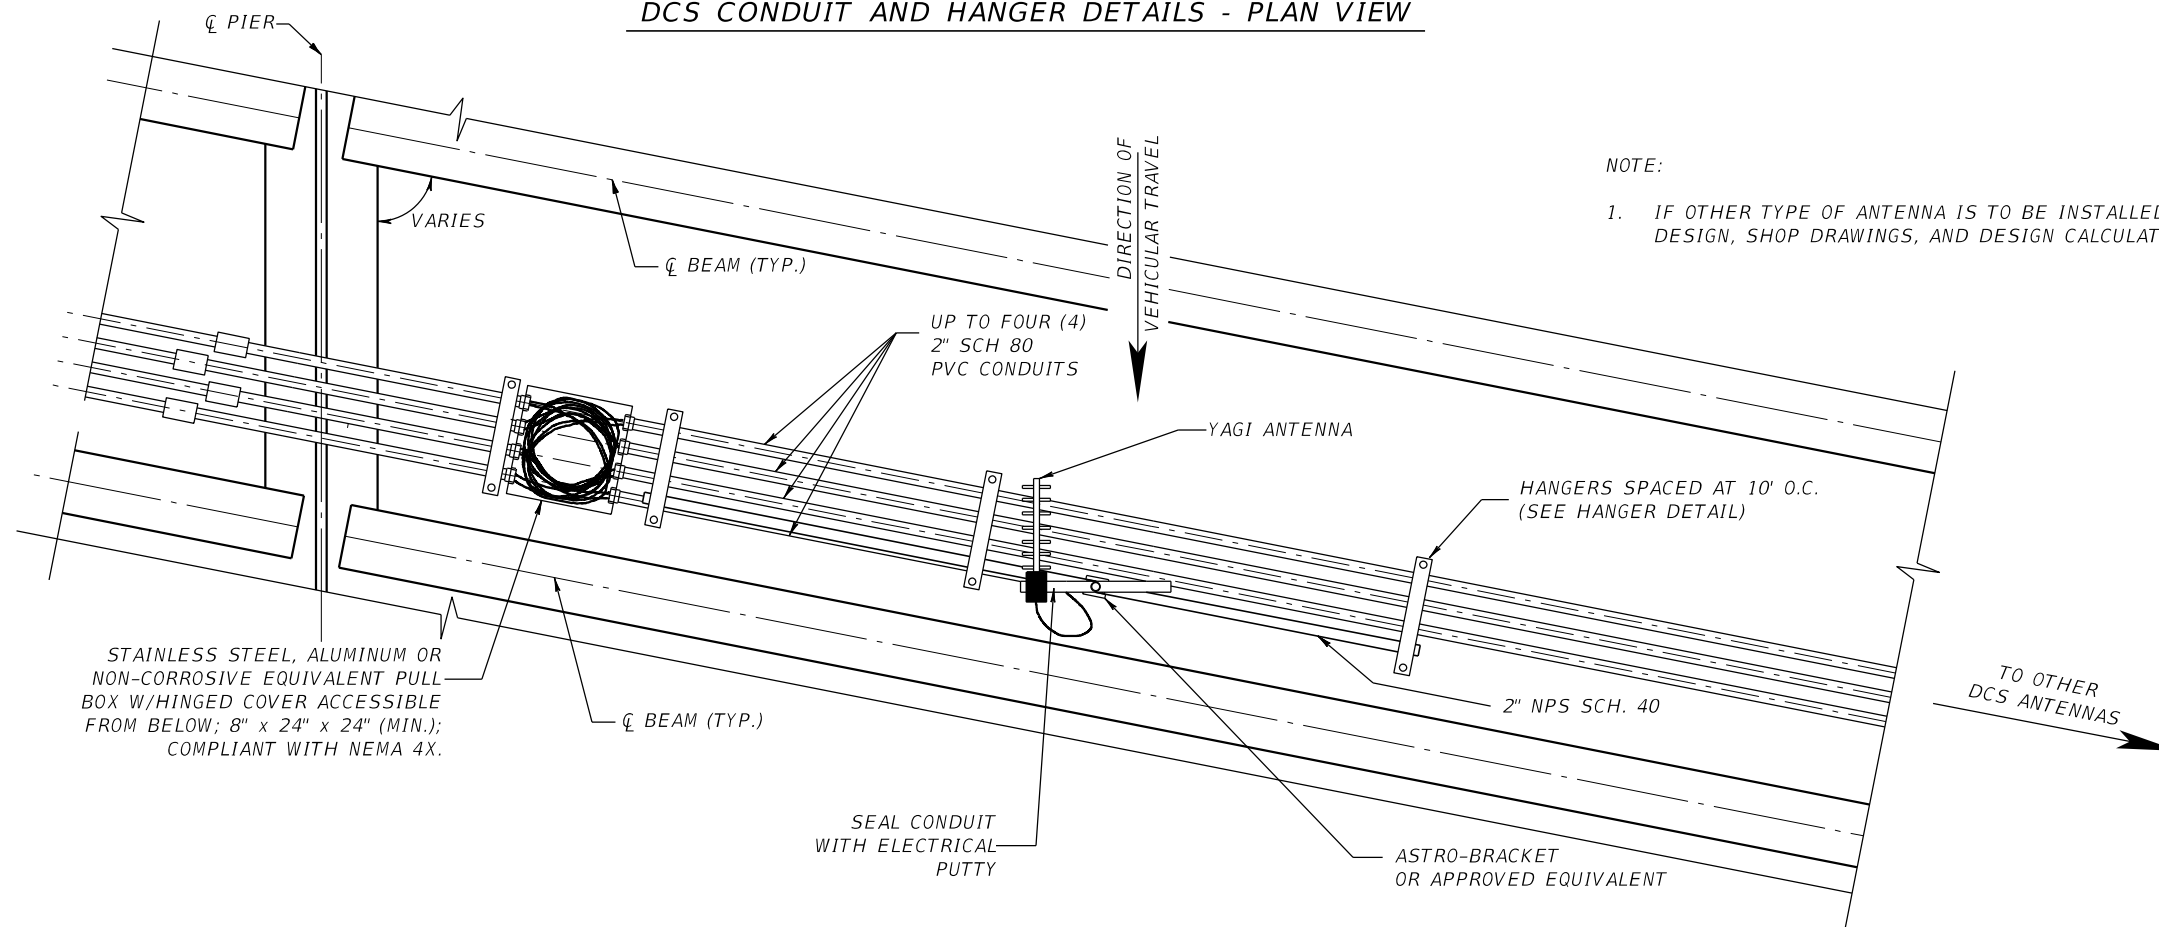 DCS CONDUIT AND HANGER DETAILS - PLAN VIEW
℄ PIER
DIRECTION OF
VEHICULAR TRAVEL
NOTE:
1. IF OTHER TYPE OF ANTENNA IS TO BE INSTALLED
DESIGN, SHOP DRAWINGS, AND DESIGN CALCULAT
VARIES
℄ BEAM (TYP.)
UP TO FOUR (4)
2" SCH 80
PVC CONDUITS
YAGI ANTENNA
HANGERS SPACED AT 10' O.C.
(SEE HANGER DETAIL)
STAINLESS STEEL, ALUMINUM OR
NON-CORROSIVE EQUIVALENT PULL
BOX W/HINGED COVER ACCESSIBLE
FROM BELOW; 8" x 24" x 24" (MIN.);
COMPLIANT WITH NEMA 4X.
℄ BEAM (TYP.)
2" NPS SCH. 40
TO OTHER
DCS ANTENNAS
SEAL CONDUIT
WITH ELECTRICAL
PUTTY
ASTRO-BRACKET
OR APPROVED EQUIVALENT